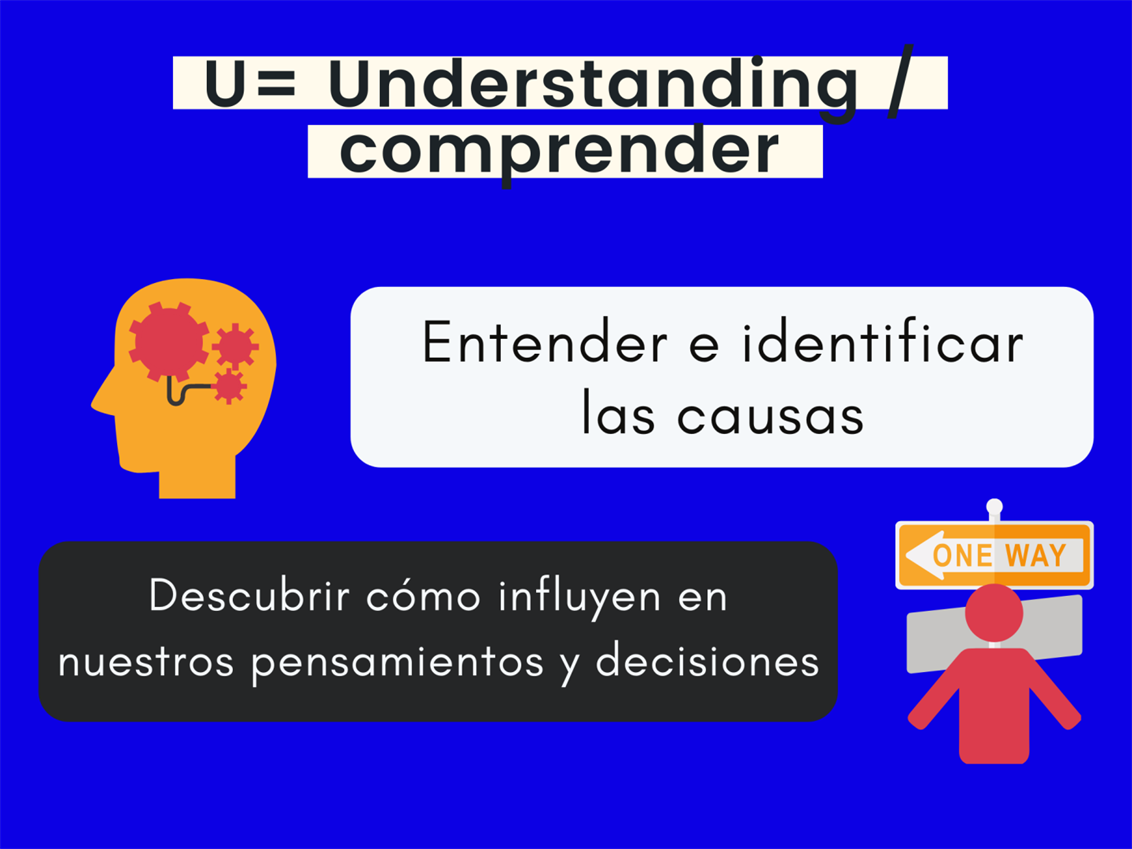 U= Understanding /
comprender
Entender e identificar
las causas
ONE WAY
Descubrir cómo influyen en
nuestros pensamientos y decisiones